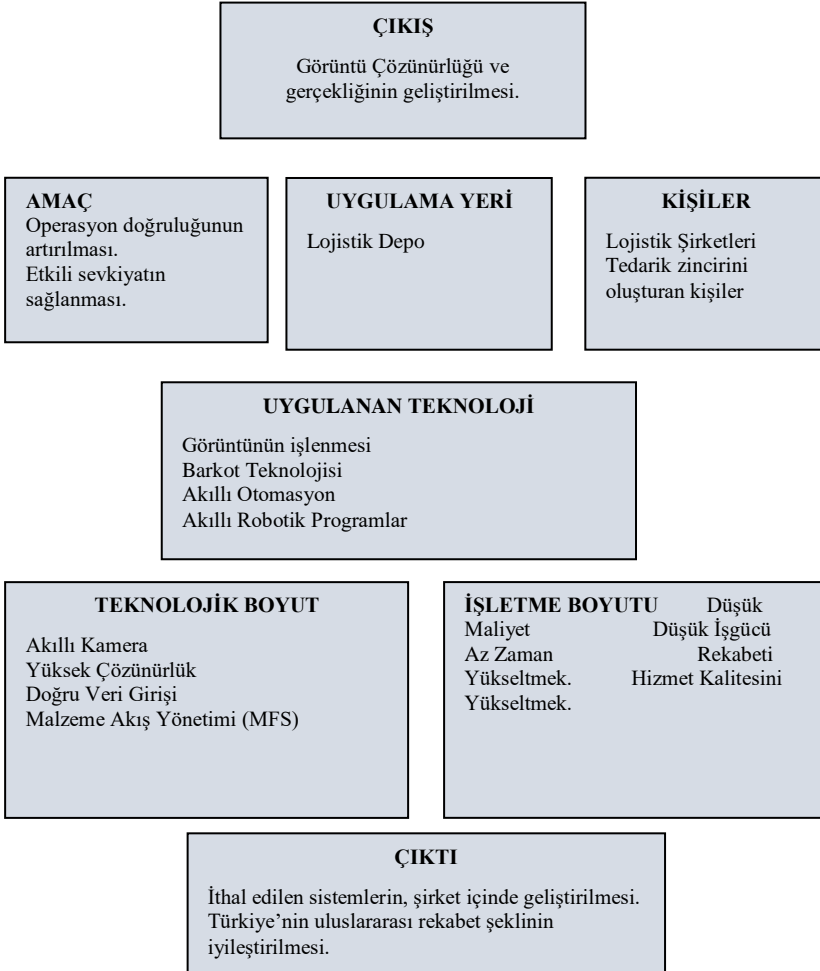 ÇIKIŞ
Görüntü Çözünürlüğü ve
gerçekliğinin geliştirilmesi.
AMAÇ
Operasyon doğruluğunun
artırılması.
Etkili sevkiyatın
sağlanması.
UYGULAMA YERİ
Lojistik Depo
KİŞİLER
Lojistik Şirketleri
Tedarik zincirini
oluşturan kişiler
UYGULANAN TEKNOLOJİ
Görüntünün işlenmesi
Barkot Teknolojisi
Akıllı Otomasyon
Akıllı Robotik Programlar
TEKNOLOJİK BOYUT
Akıllı Kamera
Yüksek Çözünürlük
Doğru Veri Girişi
Malzeme Akış Yönetimi (MFS)
İŞLETME BOYUTU Düşük
Maliyet Düşük İşgücü
Az Zaman Rekabeti
Yükseltmek. Hizmet Kalitesini
Yükseltmek.
ÇIKTI
İthal edilen sistemlerin, şirket içinde geliştirilmesi.
Türkiye’nin uluslararası rekabet şeklinin
iyileştirilmesi.